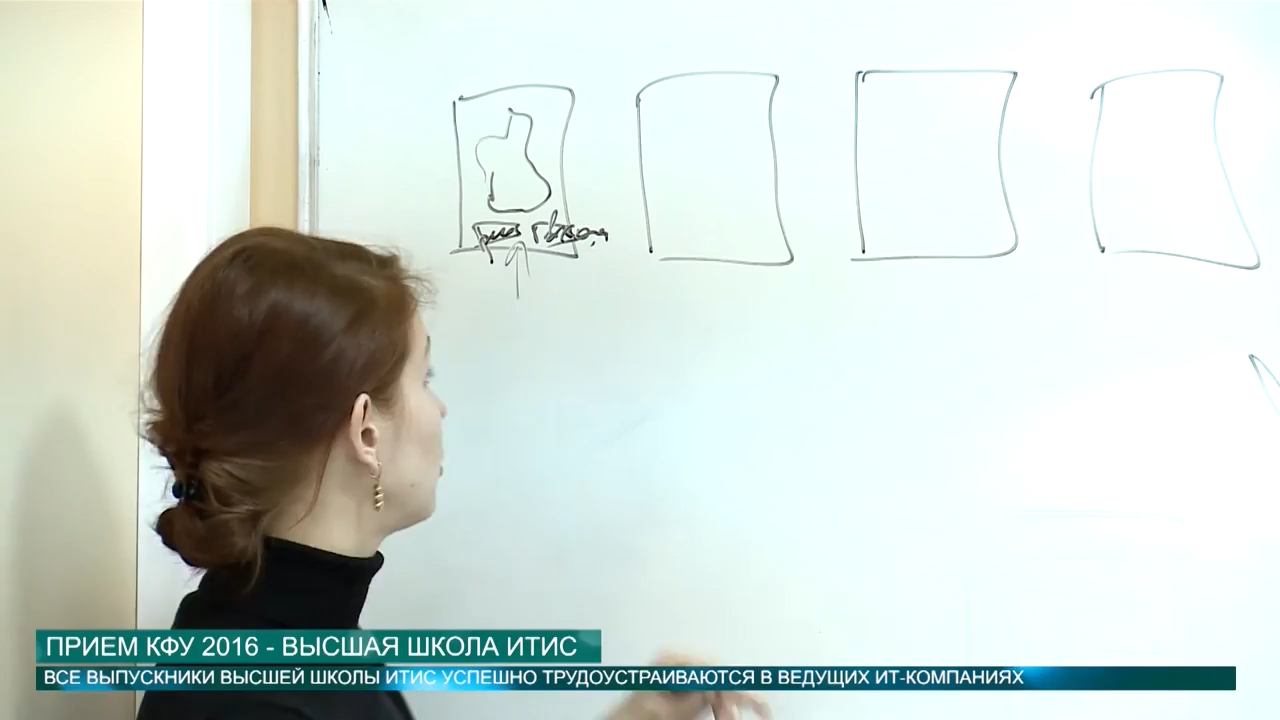 ПРИЕМ КФУ 2016 - ВЫСШАЯ ШКОЛА ИТИС
ВСЕ ВЫПУСКНИКИ ВЫСШЕЙ ШКОЛЫ ИТИС УСПЕШНО ТРУДОУСТРАИВАЮТСЯ В ВЕДУЩИХ ИТ-КОМПАНИЯХ